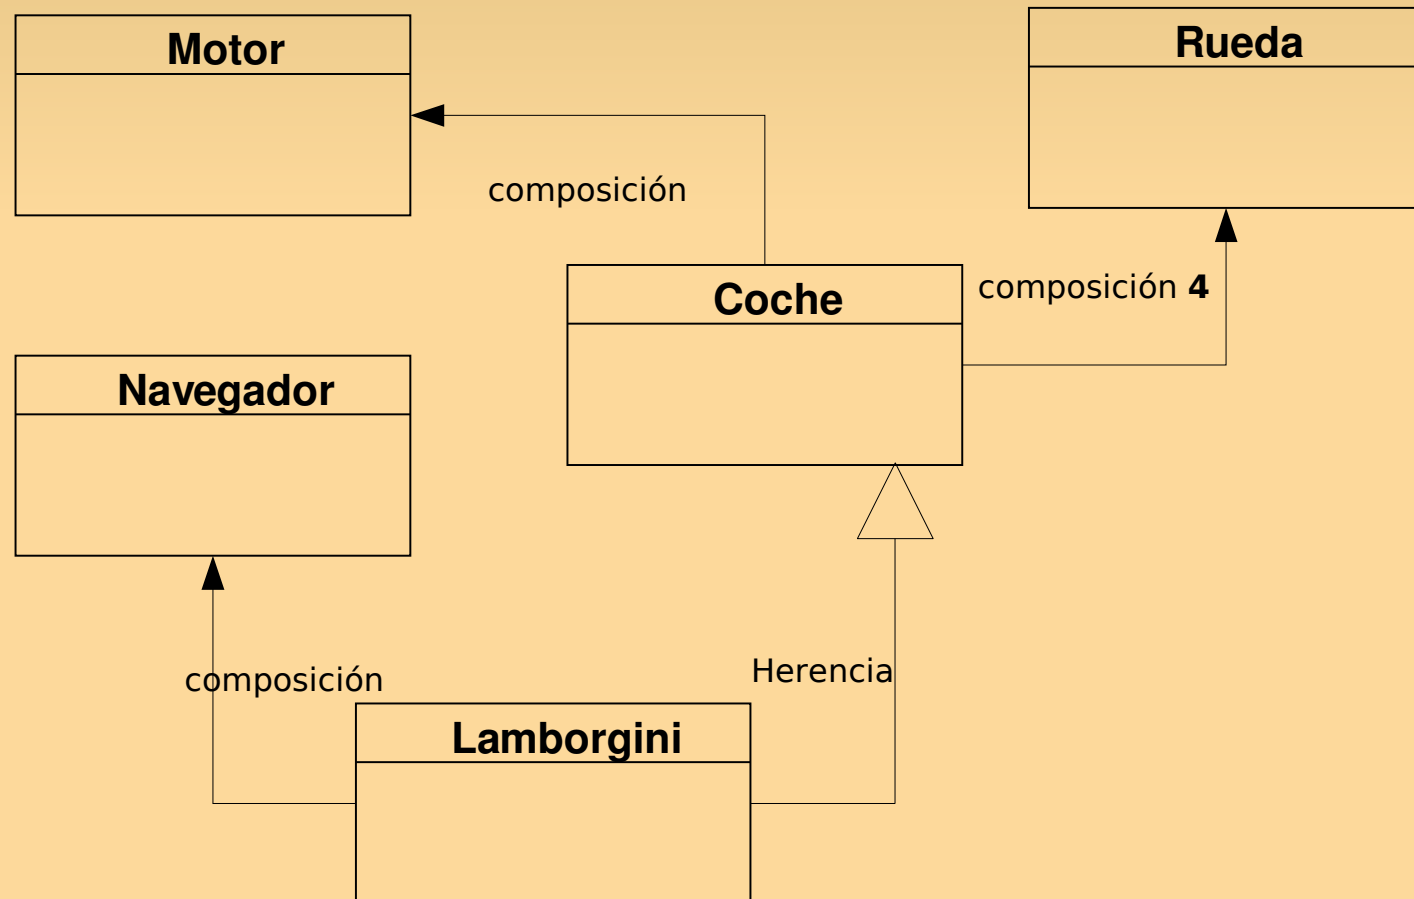 Motor
Rueda
composición
Coche
composición 4
Navegador
Herencia
composición
Lamborgini